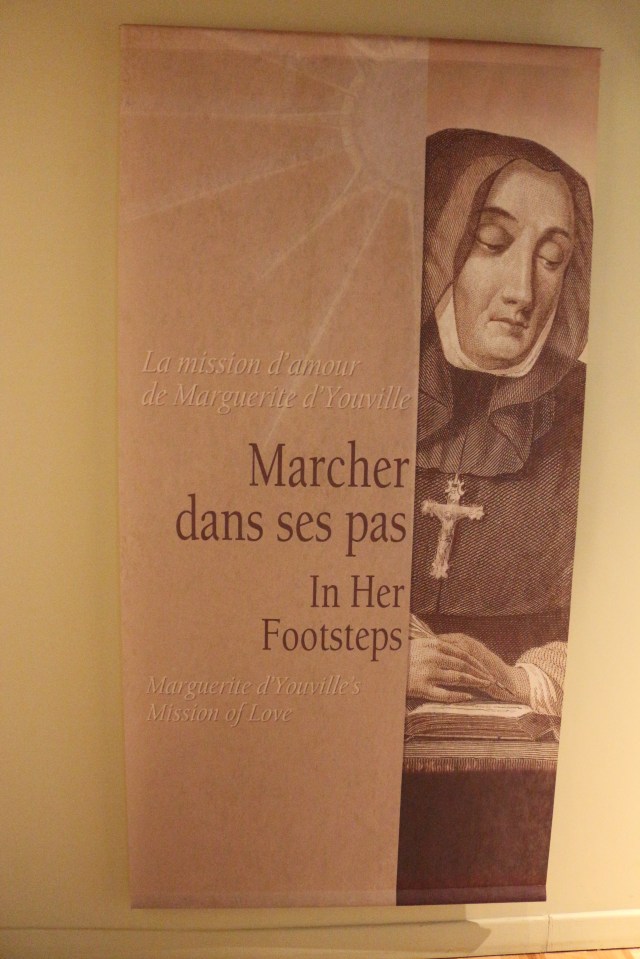 La mission d'amour
de Marguerite d'Youville
Marcher
dans ses pas
In Her
Footsteps
Marguerite d'Youville's
Mission of Love